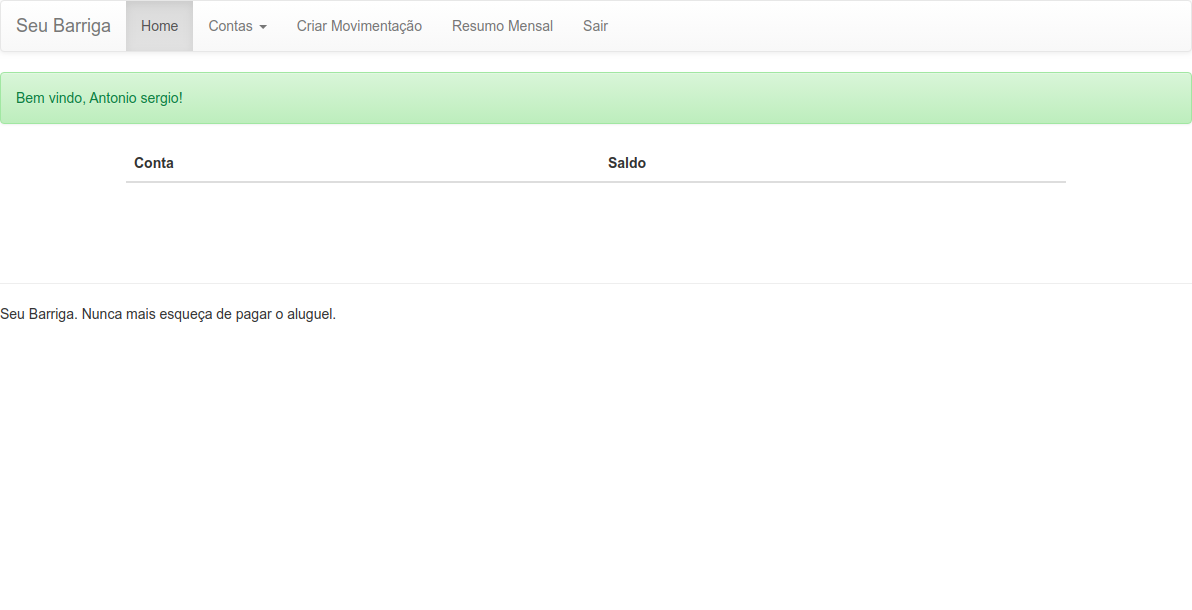 Seu Barriga Home Contas Criar Movimentação Resumo Mensal Sair
Bem vindo, Antonio sergio!
Conta Saldo
Seu Barriga. Nunca mais esqueça de pagar o aluguel.